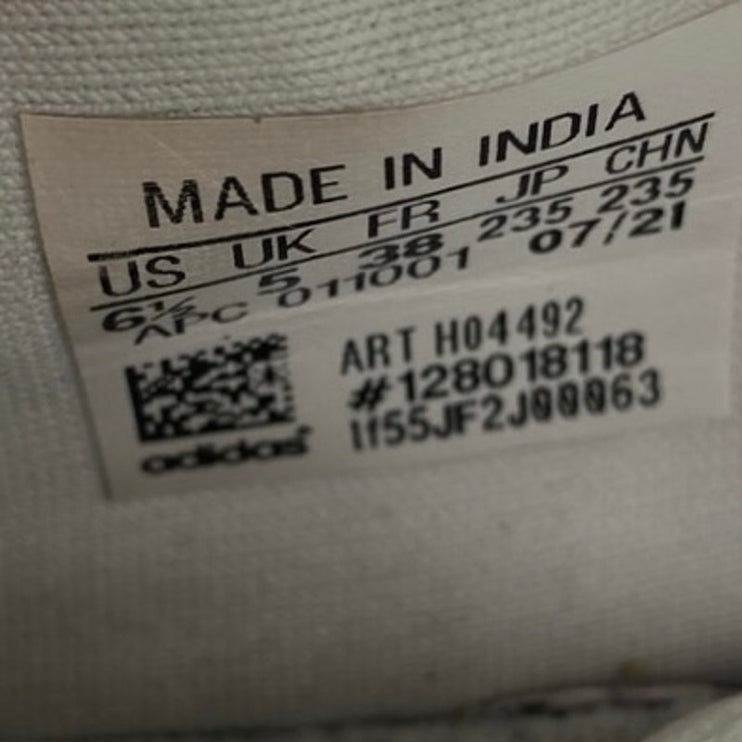 MADE IN INDIA
US UK FR JP CHN
6½ 5 38 235 235
APC 011001 07/21
ART H04492
#128018118
1f55JF2J00063
adidas